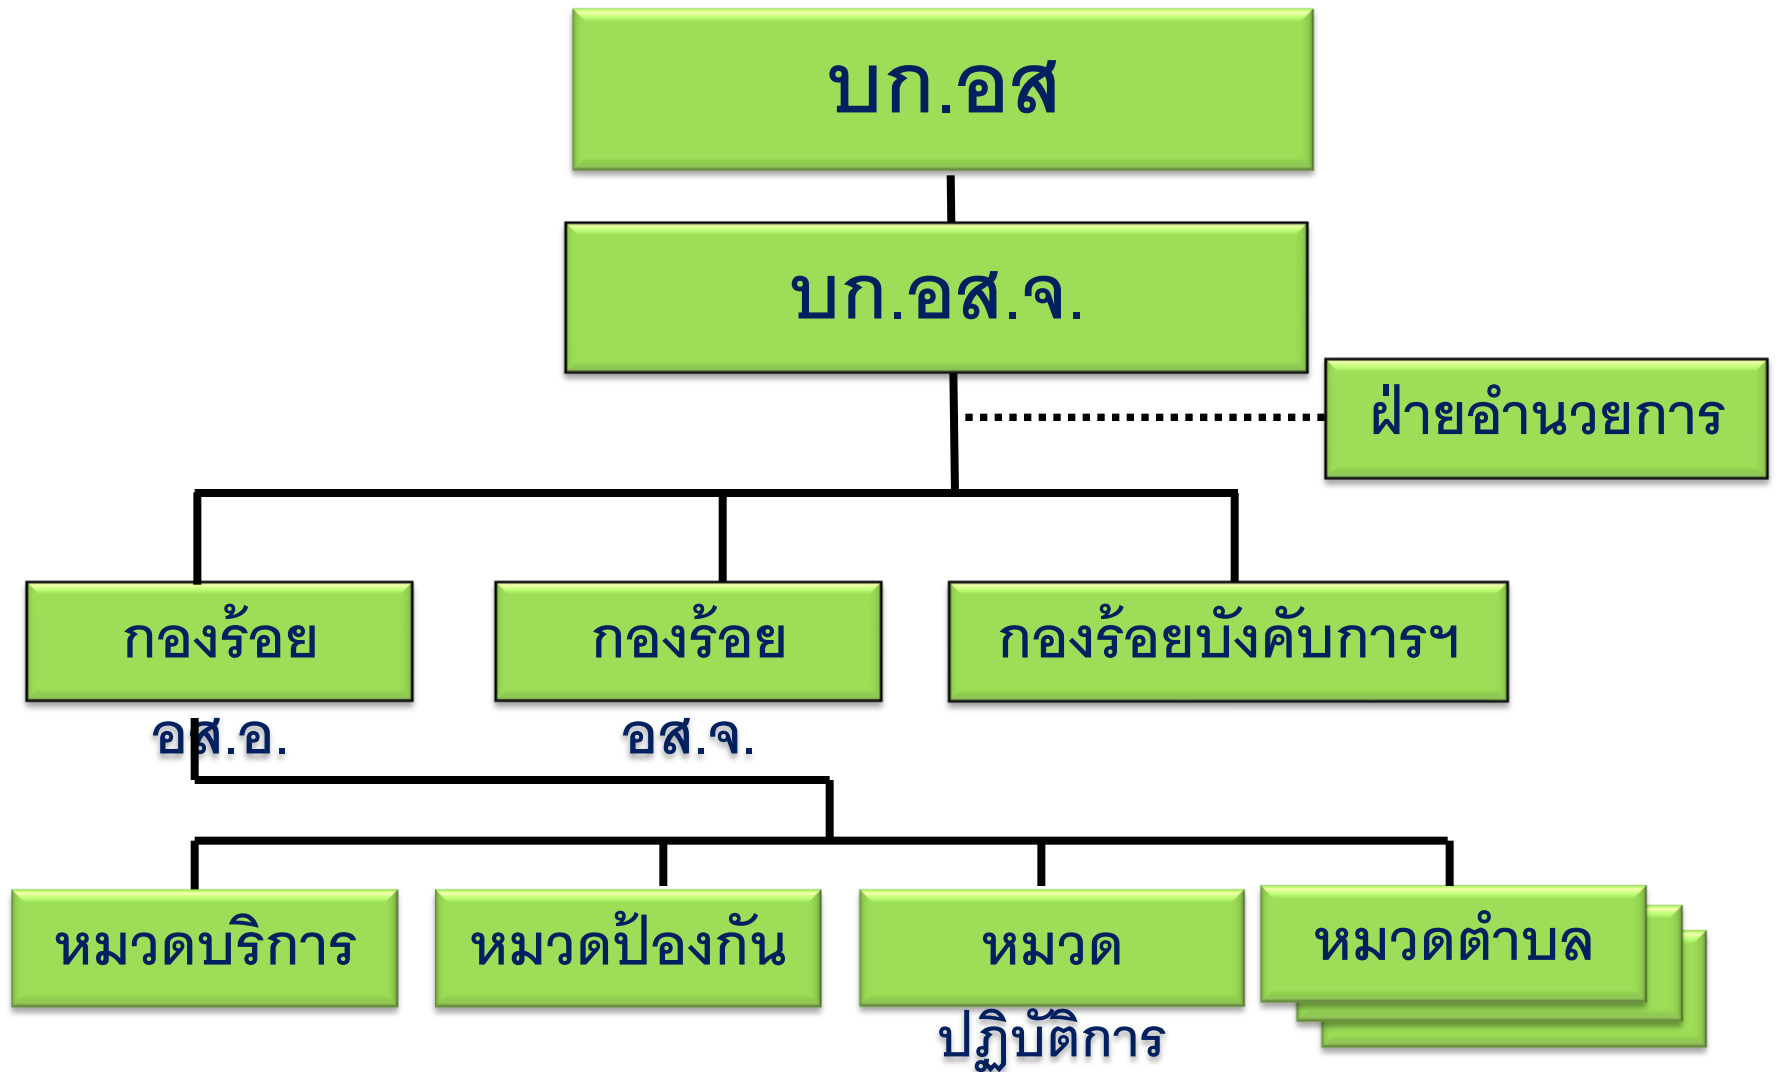 บก.อส
บก.อส.จ.
ฝ่ายอำนวยการ
กองร้อย
อส.อ.
กองร้อย
อส.จ.
กองร้อยบังคับการฯ
หมวดบริการ
หมวดป้องกัน
หมวด
ปฏิบัติการ
หมวดตำบล